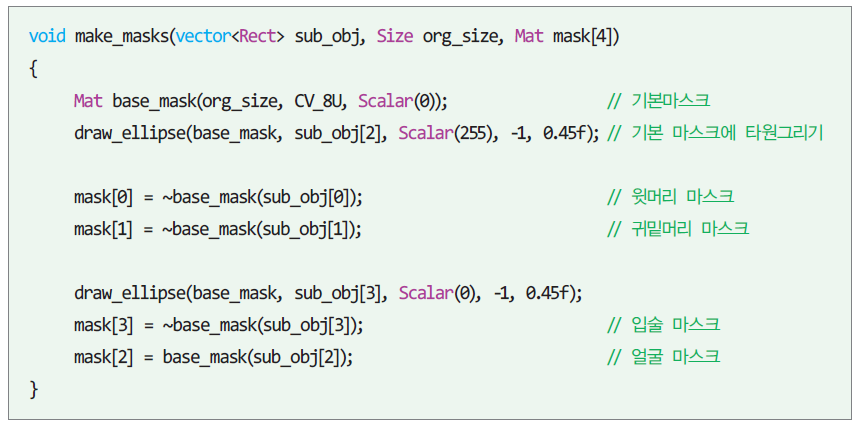 void make_masks(vector<Rect> sub_obj, Size org_size, Mat mask[4])
{
Mat base_mask(org_size, CV_8U, Scalar(0)); // 기본마스크
draw_ellipse(base_mask, sub_obj[2], Scalar(255), -1, 0.45f); // 기본 마스크에 타원그리기
mask[0] = ~base_mask(sub_obj[0]); // 윗머리 마스크
mask[1] = ~base_mask(sub_obj[1]); // 귀밑머리 마스크
draw_ellipse(base_mask, sub_obj[3], Scalar(0), -1, 0.45f);
mask[3] = ~base_mask(sub_obj[3]); // 입술 마스크
mask[2] = base_mask(sub_obj[2]); // 얼굴 마스크
}